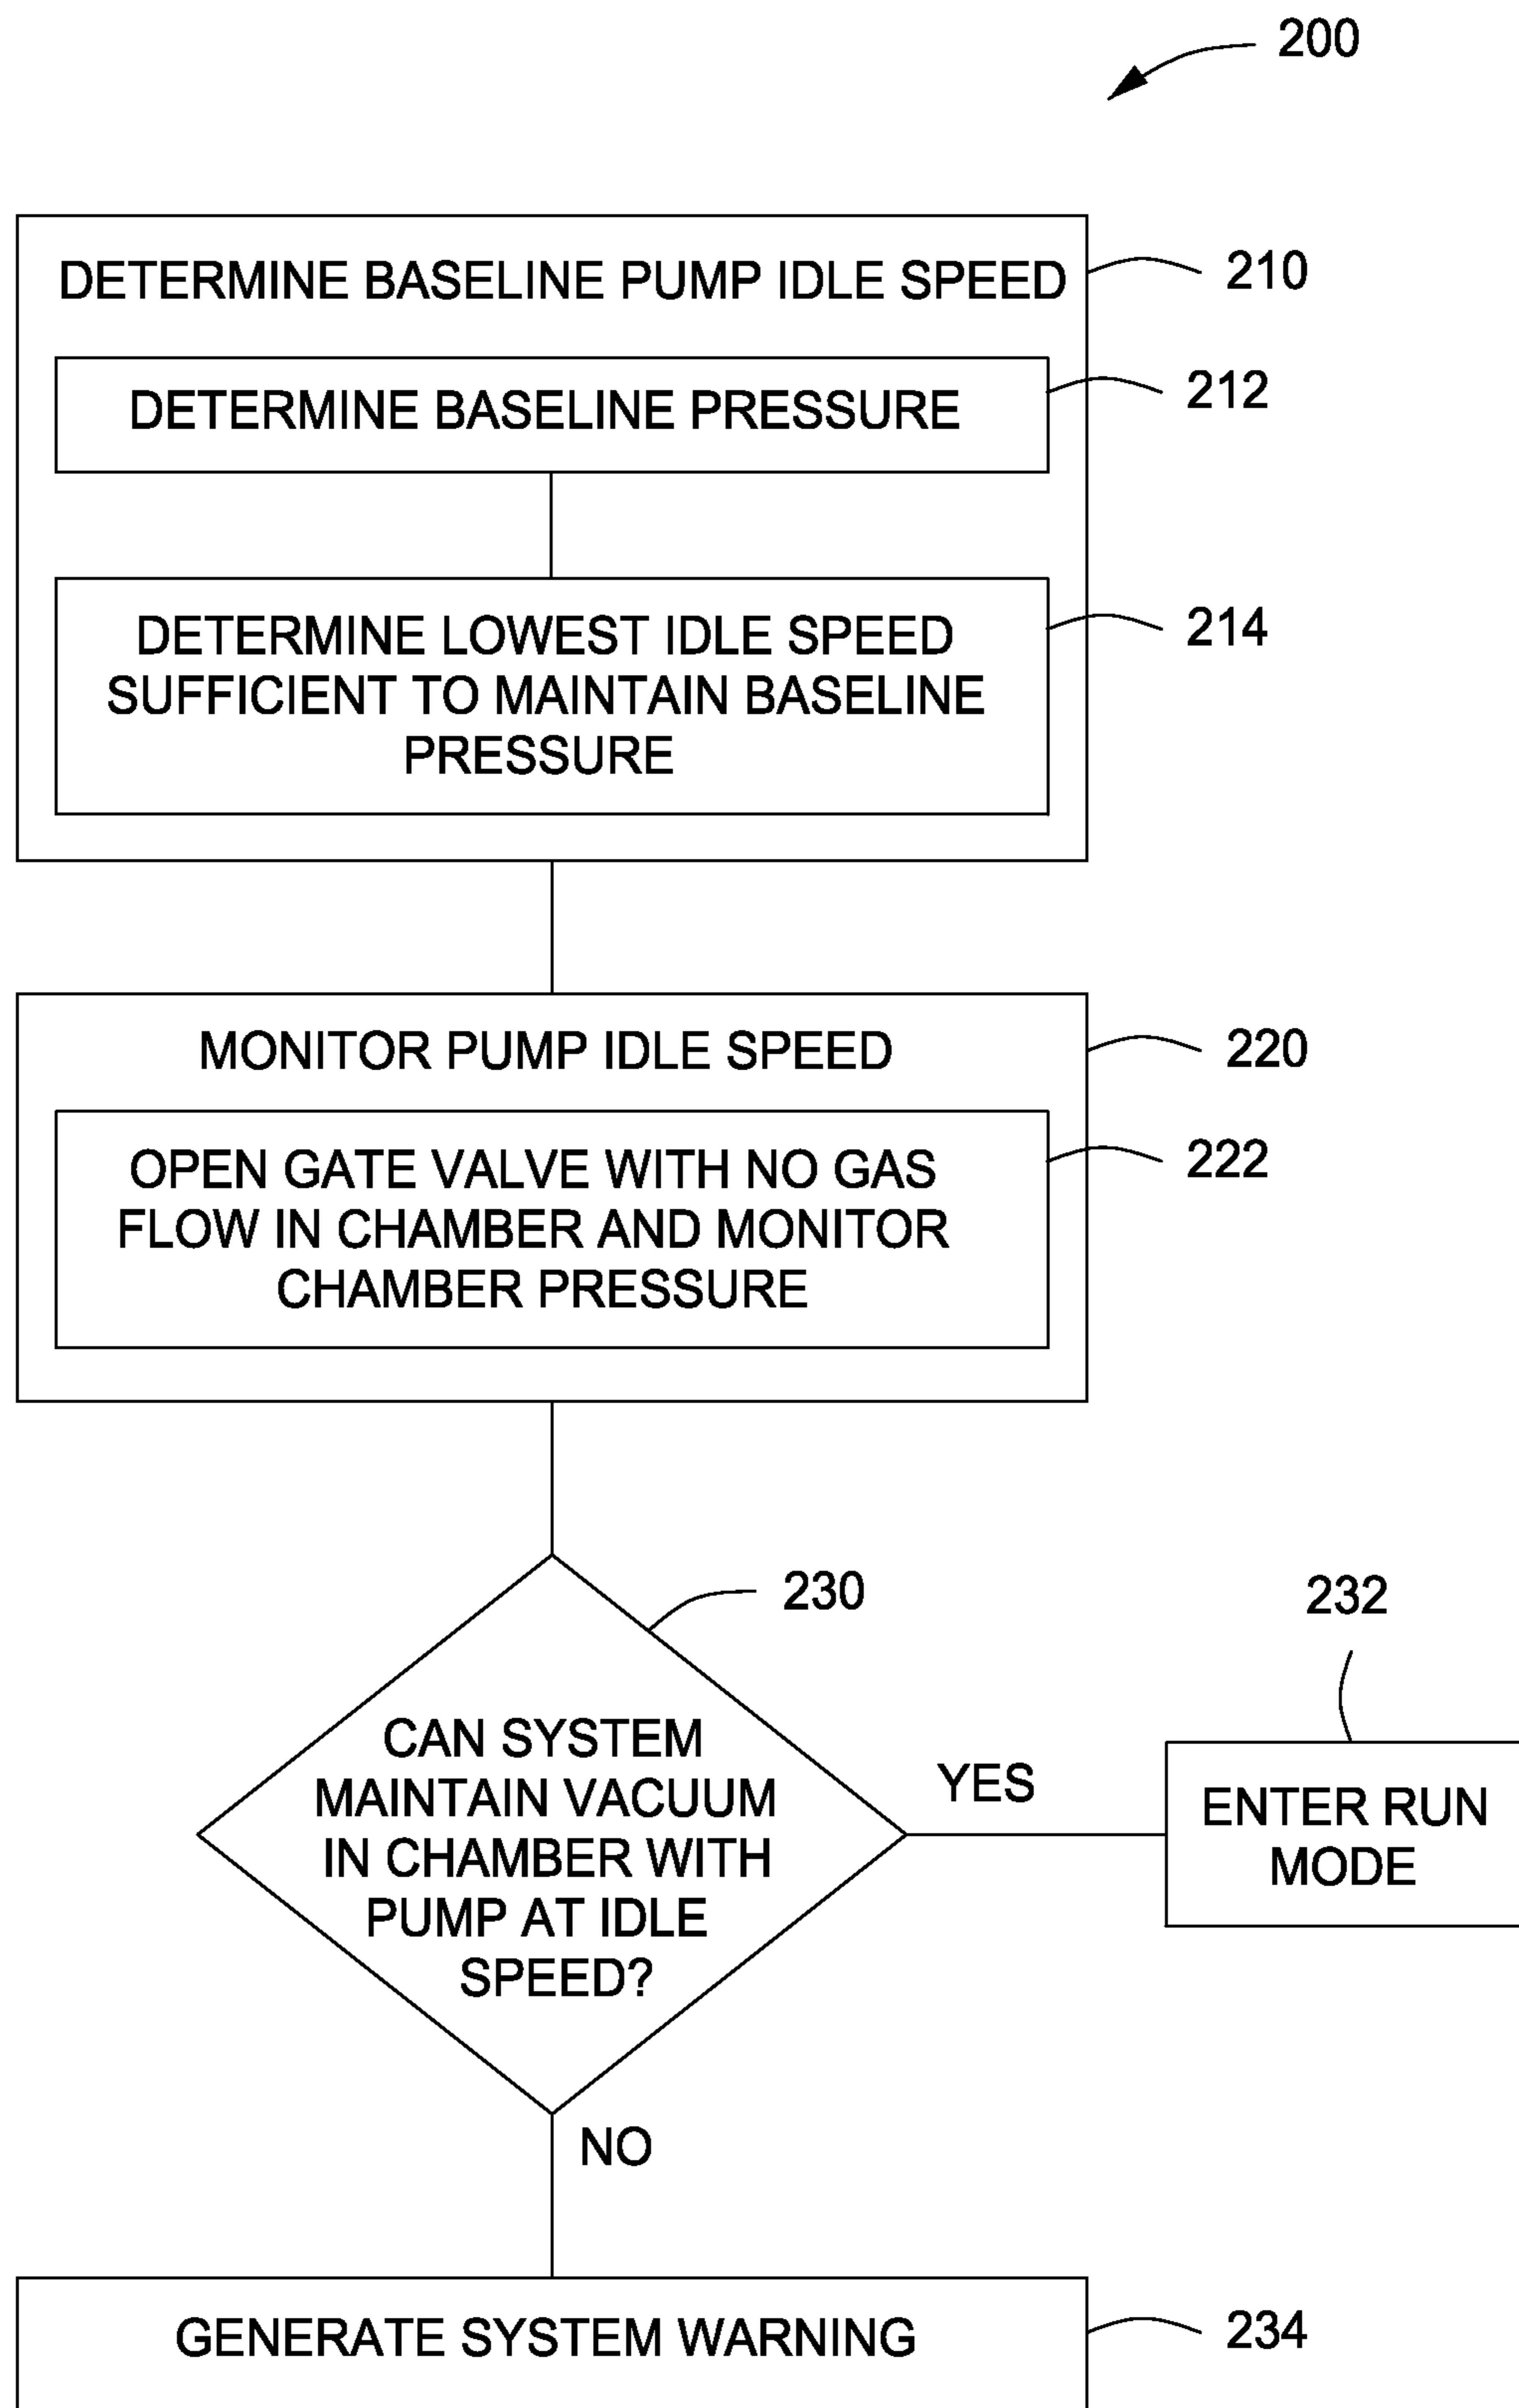 200
DETERMINE BASELINE PUMP IDLE SPEED
210
DETERMINE BASELINE PRESSURE
212
DETERMINE LOWEST IDLE SPEED
SUFFICIENT TO MAINTAIN BASELINE
PRESSURE
214
MONITOR PUMP IDLE SPEED
220
OPEN GATE VALVE WITH NO GAS
FLOW IN CHAMBER AND MONITOR
CHAMBER PRESSURE
222
230
CAN SYSTEM
MAINTAIN VACUUM
IN CHAMBER WITH
PUMP AT IDLE
SPEED?
YES
232
ENTER RUN
MODE
NO
GENERATE SYSTEM WARNING
234